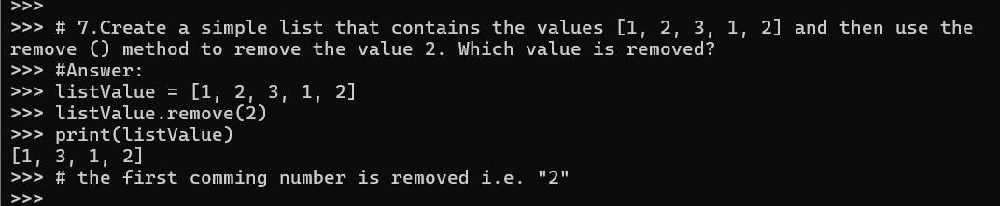 >>>
>>> # 7.Create a simple list that contains the values [1, 2, 3, 1, 2] and then use the
remove () method to remove the value 2. Which value is removed?
>>> #Answer:
>>> listValue = [1, 2, 3, 1, 2]
>>> listValue.remove(2)
>>> print(listValue)
[1, 3, 1, 2]
>>> # the first comming number is removed i.e. "2"
>>>